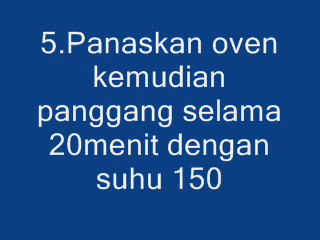 5.Panaskan oven
kemudian
panggang selama
20menit dengan
suhu 150